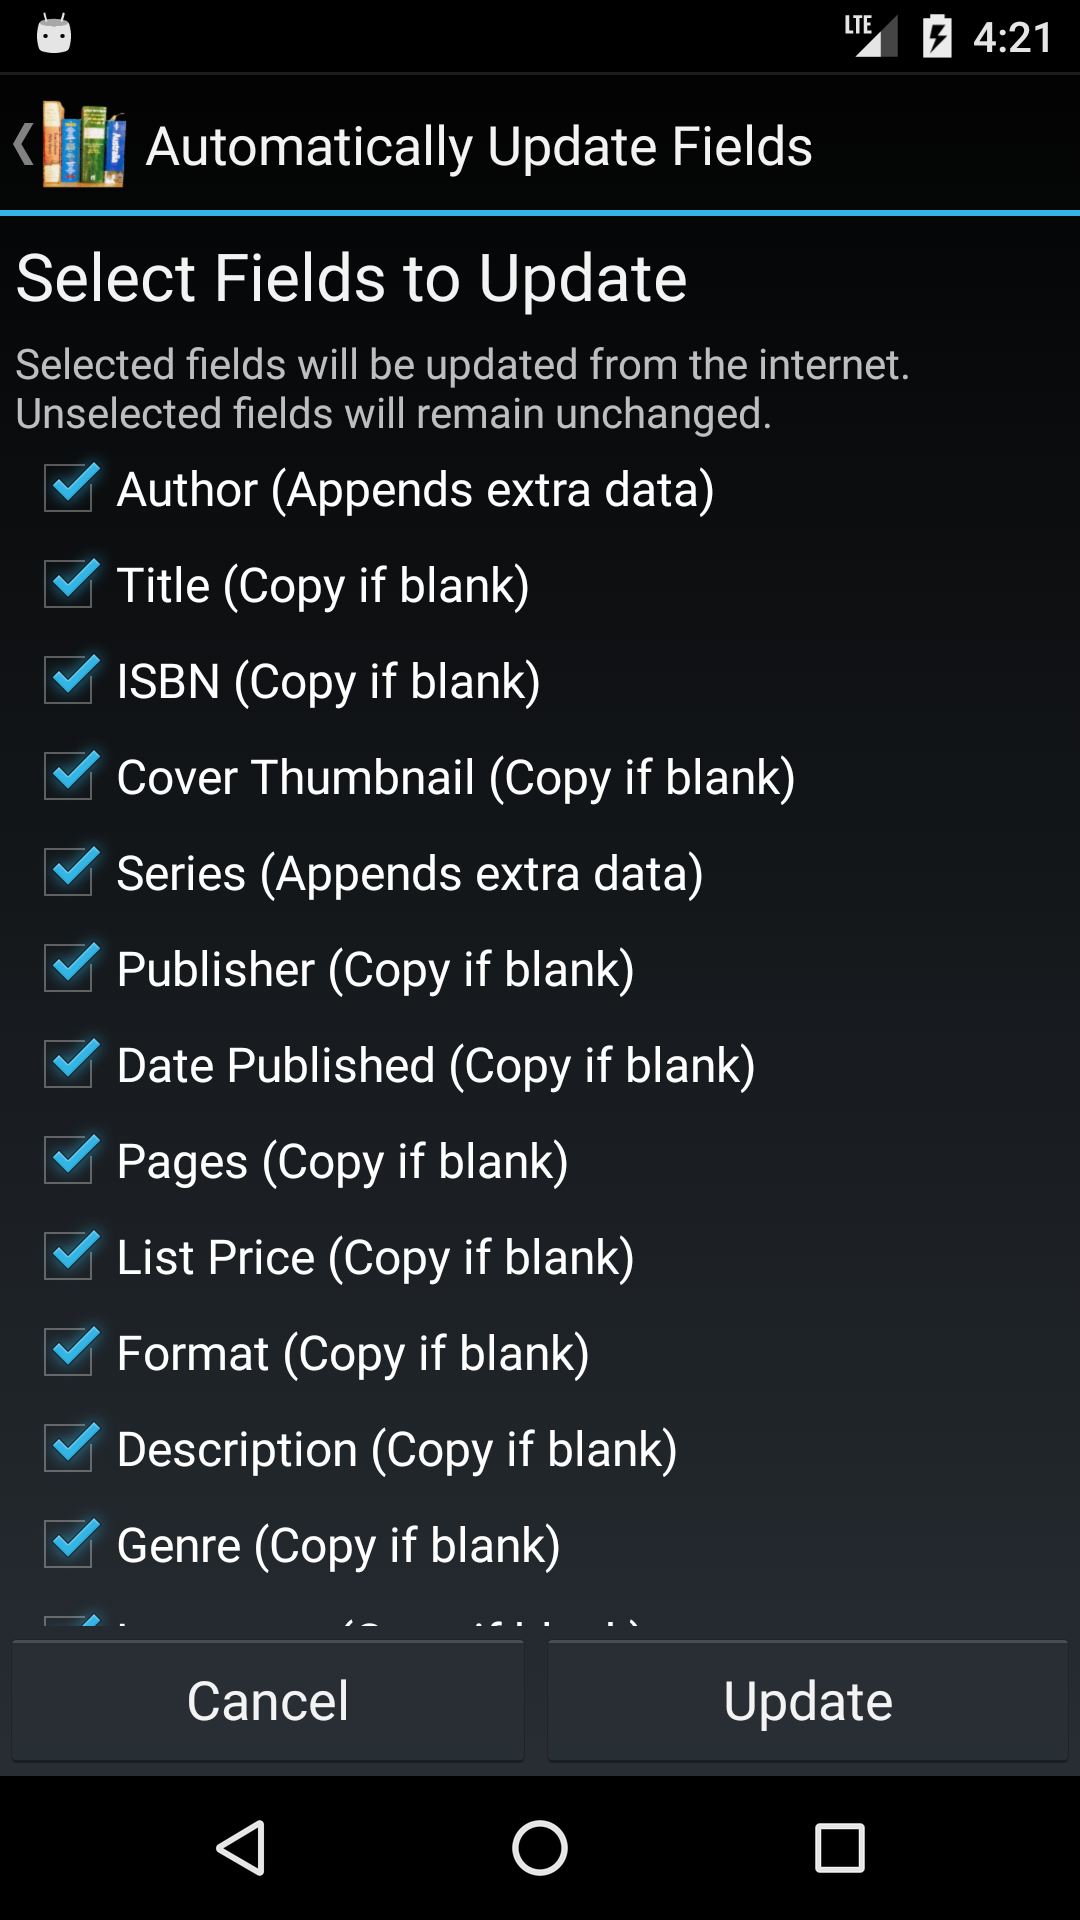 LTE 4:21
Automatically Update Fields
Select Fields to Update
Selected fields will be updated from the internet.
Unselected fields will remain unchanged.
Author (Appends extra data)
Title (Copy if blank)
ISBN (Copy if blank)
Cover Thumbnail (Copy if blank)
Series (Appends extra data)
Publisher (Copy if blank)
Date Published (Copy if blank)
Pages (Copy if blank)
List Price (Copy if blank)
Format (Copy if blank)
Description (Copy if blank)
Genre (Copy if blank)
(Copy if blank)
Cancel Update